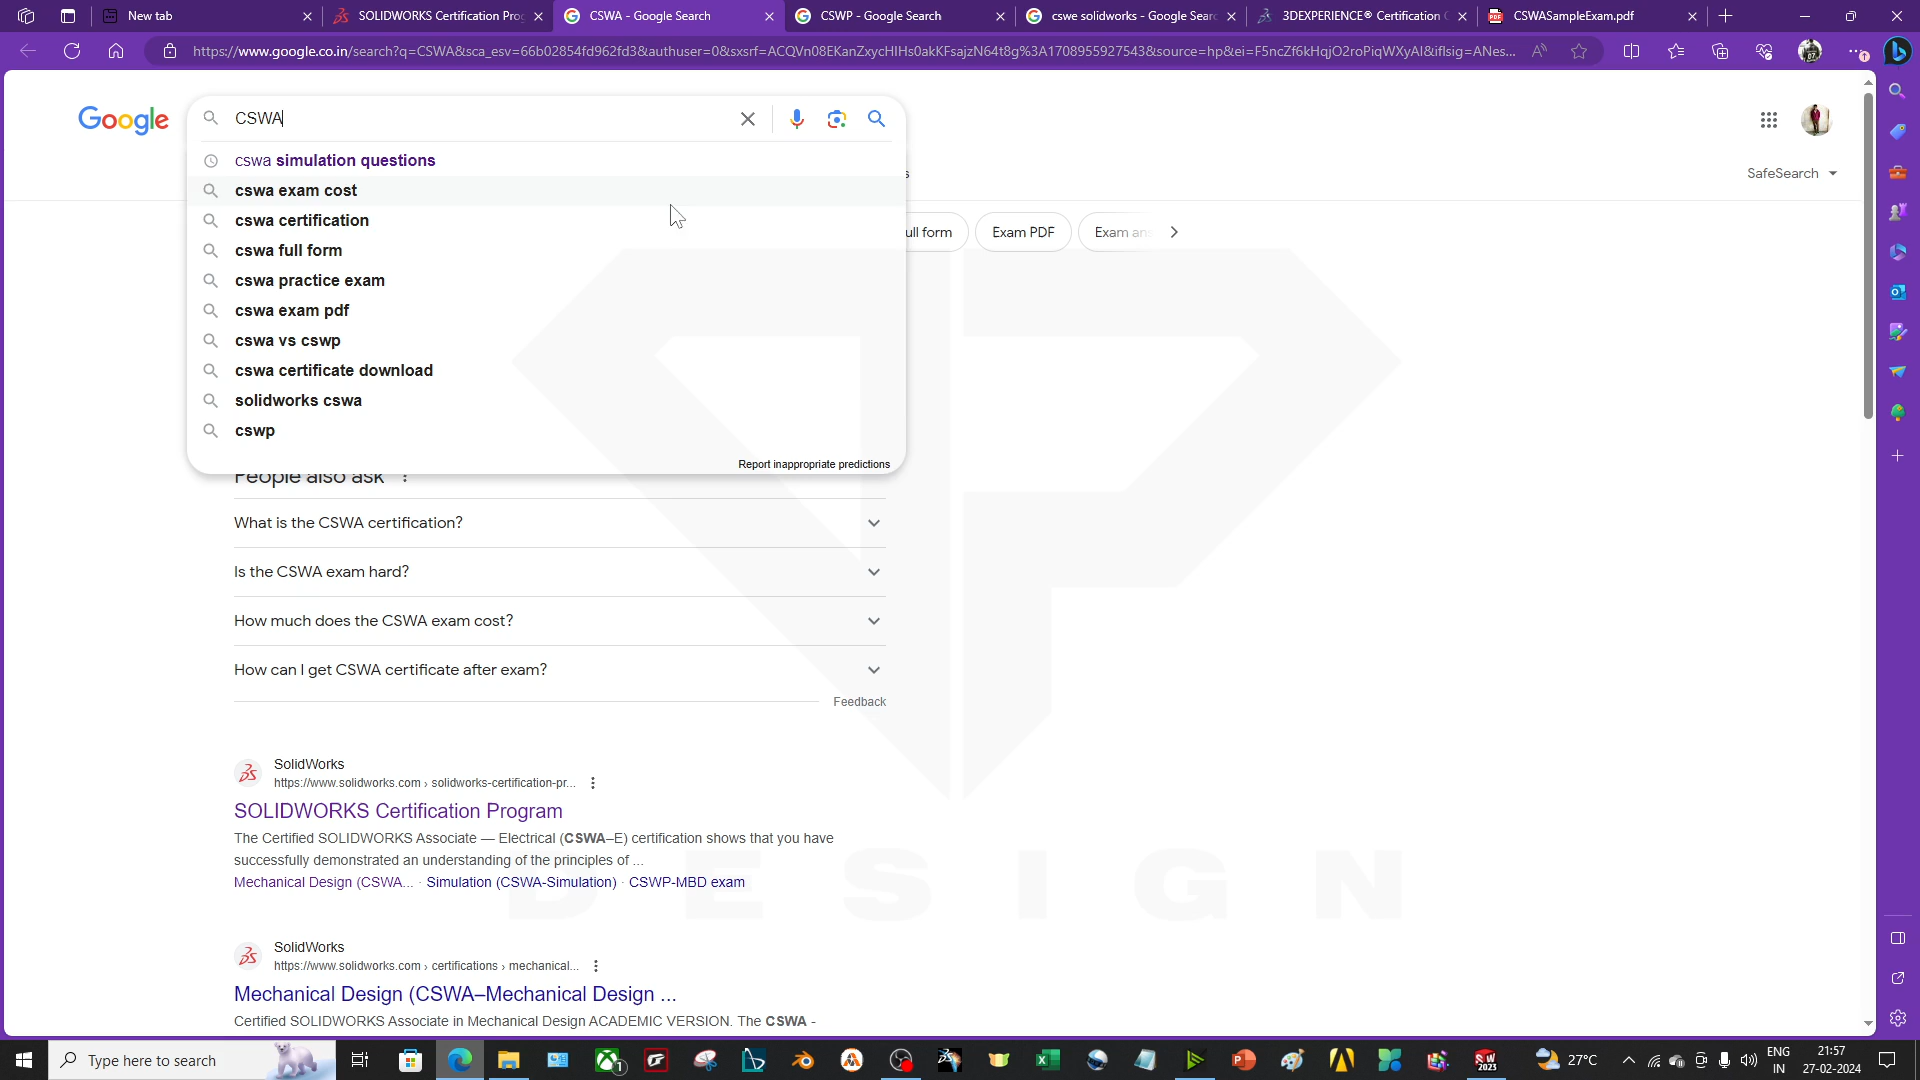 New tab
SOLIDWORKS Certification Pro
CSWA - Google Search
CSWP - Google Search
cswe solidworks - Google Sear
3DEXPERIENCE® Certification
CSWASampleExam.pdf
https://www.google.co.in/search?q=CSWA&sca_esv=66b02854fd962fd3&authuser=0&sxsrf=ACQVn08EKanZxycHIHs0akKFsajzN64t8g%3A1708955927543&source=hp&ei=F5ncZf6kHqjO2roPiqWXyAI&iflsig=ANes...
Google
CSWA
cswa simulation questions
cswa exam cost
cswa certification
cswa full form
cswa practice exam
cswa exam pdf
cswa vs cswp
cswa certificate download
solidworks cswa
cswp
Report inappropriate predictions
SafeSearch
ull form
Exam PDF
Exam an
People also ask
What is the CSWA certification?
Is the CSWA exam hard?
How much does the CSWA exam cost?
How can I get CSWA certificate after exam?
Feedback
SolidWorks
https://www.solidworks.com › solidworks-certification-pr...
SOLIDWORKS Certification Program
The Certified SOLIDWORKS Associate — Electrical (CSWA–E) certification shows that you have
successfully demonstrated an understanding of the principles of ...
Mechanical Design (CSWA... · Simulation (CSWA-Simulation) · CSWP-MBD exam
DESIGN
SolidWorks
https://www.solidworks.com › certifications › mechanical...
Mechanical Design (CSWA–Mechanical Design ...
Certified SOLIDWORKS Associate in Mechanical Design ACADEMIC VERSION. The CSWA -
Type here to search
27°C
ENG
IN
21:57
27-02-2024